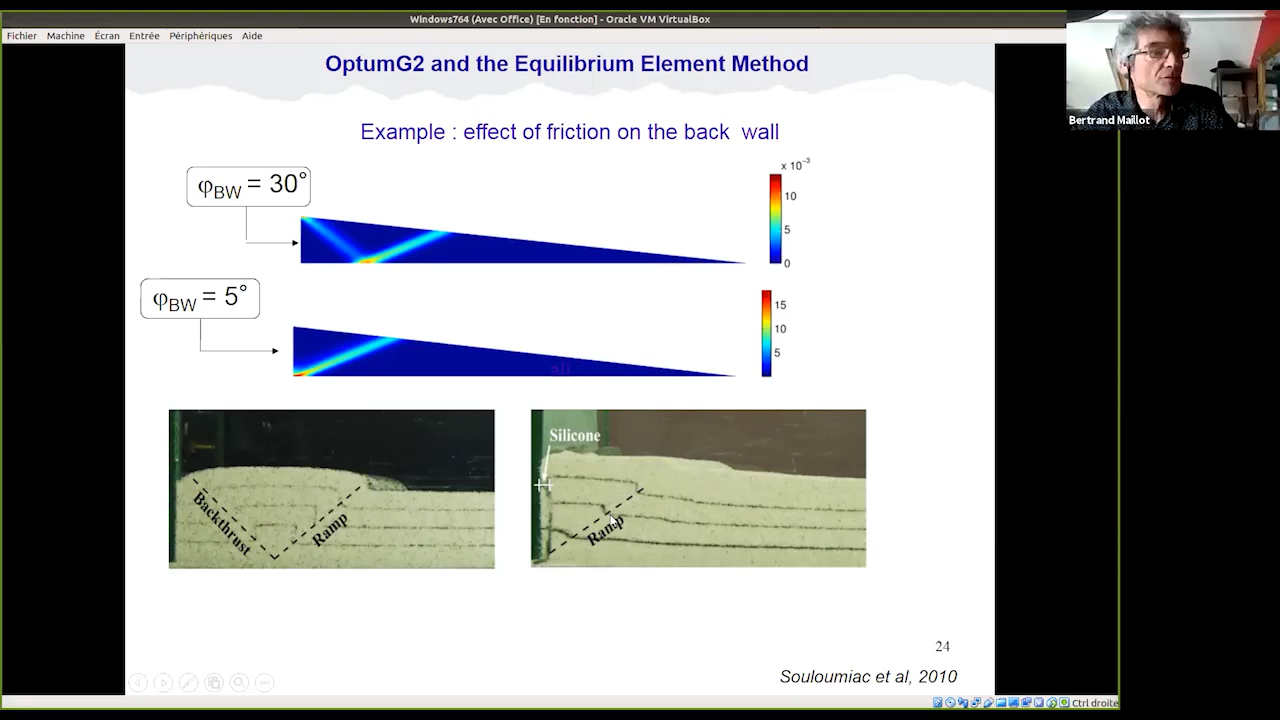 Windows764 (Avec Office) [En fonction] - Oracle VM VirtualBox
Fichier Machine Écran Entrée Périphériques Aide
OptumG2 and the Equilibrium Element Method
Bertrand Maillot
Example : effect of friction on the back wall
φBW = 30°
x 10⁻³
10
5
0
φBW = 5°
15
10
5
Silicone
Backthrust
Ramp
Ramp
24
Souloumiac et al, 2010
Ctrl droite